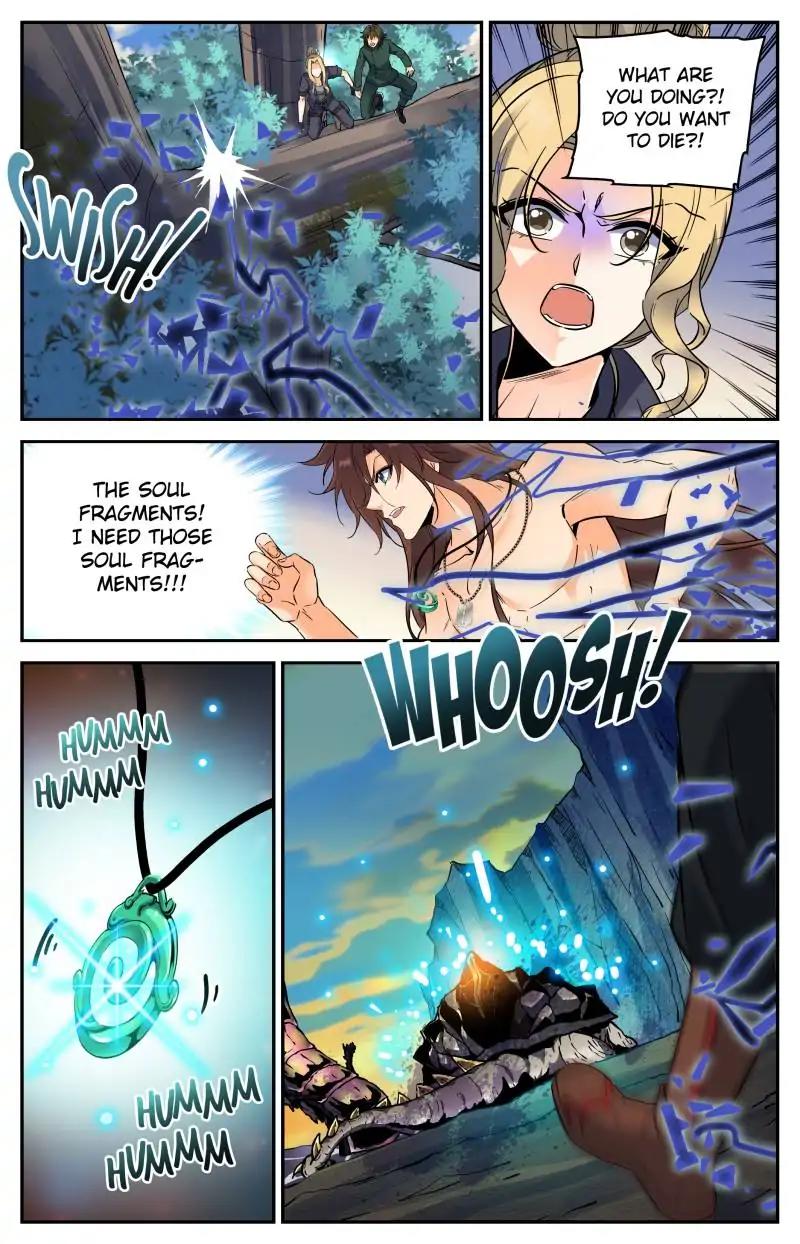 SWISH!
WHAT ARE
YOU DOING?!
DO YOU WANT
TO DIE?!
THE SOUL
FRAGMENTS!
I NEED THOSE
SOUL FRAG-
MENTS!!!
HUMMM
HUMMM
HUMMM
HUMMM
WHOOSH!